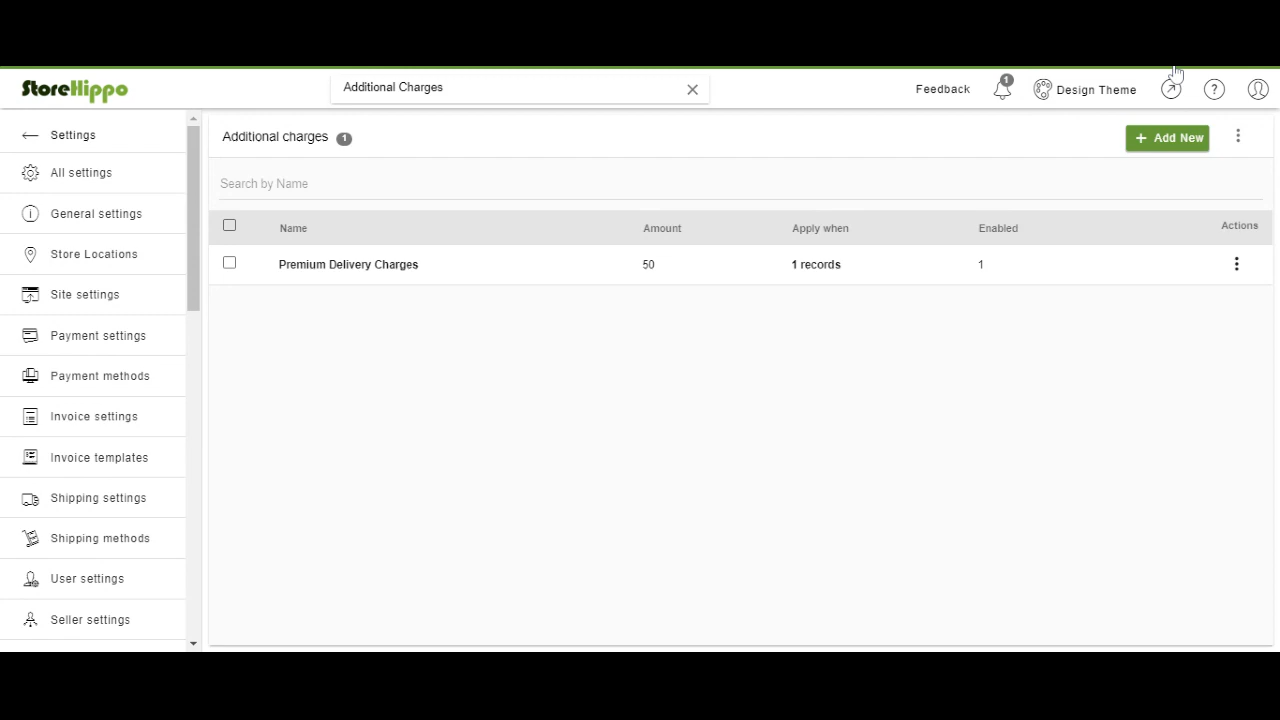 StoreHippo
Additional Charges
Feedback
1
Design Theme
?
Settings
All settings
General settings
Store Locations
Site settings
Payment settings
Payment methods
Invoice settings
Invoice templates
Shipping settings
Shipping methods
User settings
Seller settings
Additional charges 1
+ Add New
Search by Name
Name Amount Apply when Enabled Actions
Premium Delivery Charges 50 1 records 1